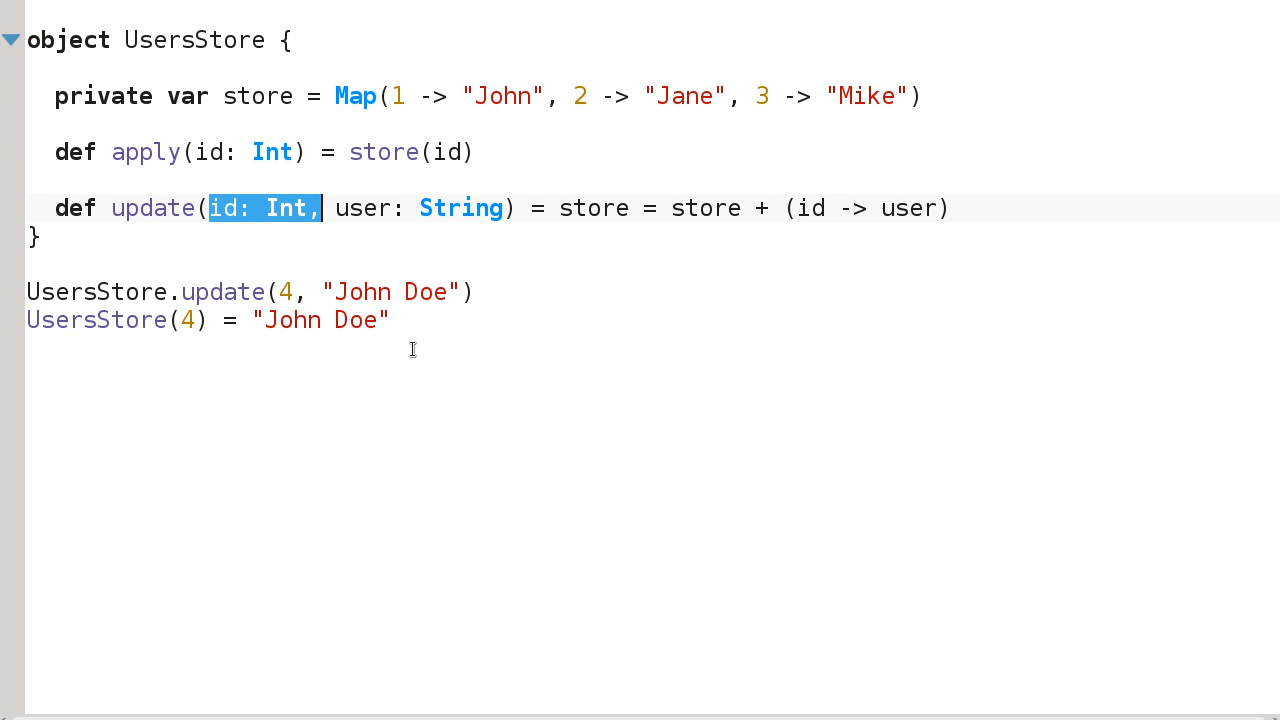 object UsersStore {
private var store = Map(1 -> "John", 2 -> "Jane", 3 -> "Mike")
def apply(id: Int) = store(id)
def update(id: Int, user: String) = store = store + (id -> user)
}
UsersStore.update(4, "John Doe")
UsersStore(4) = "John Doe"